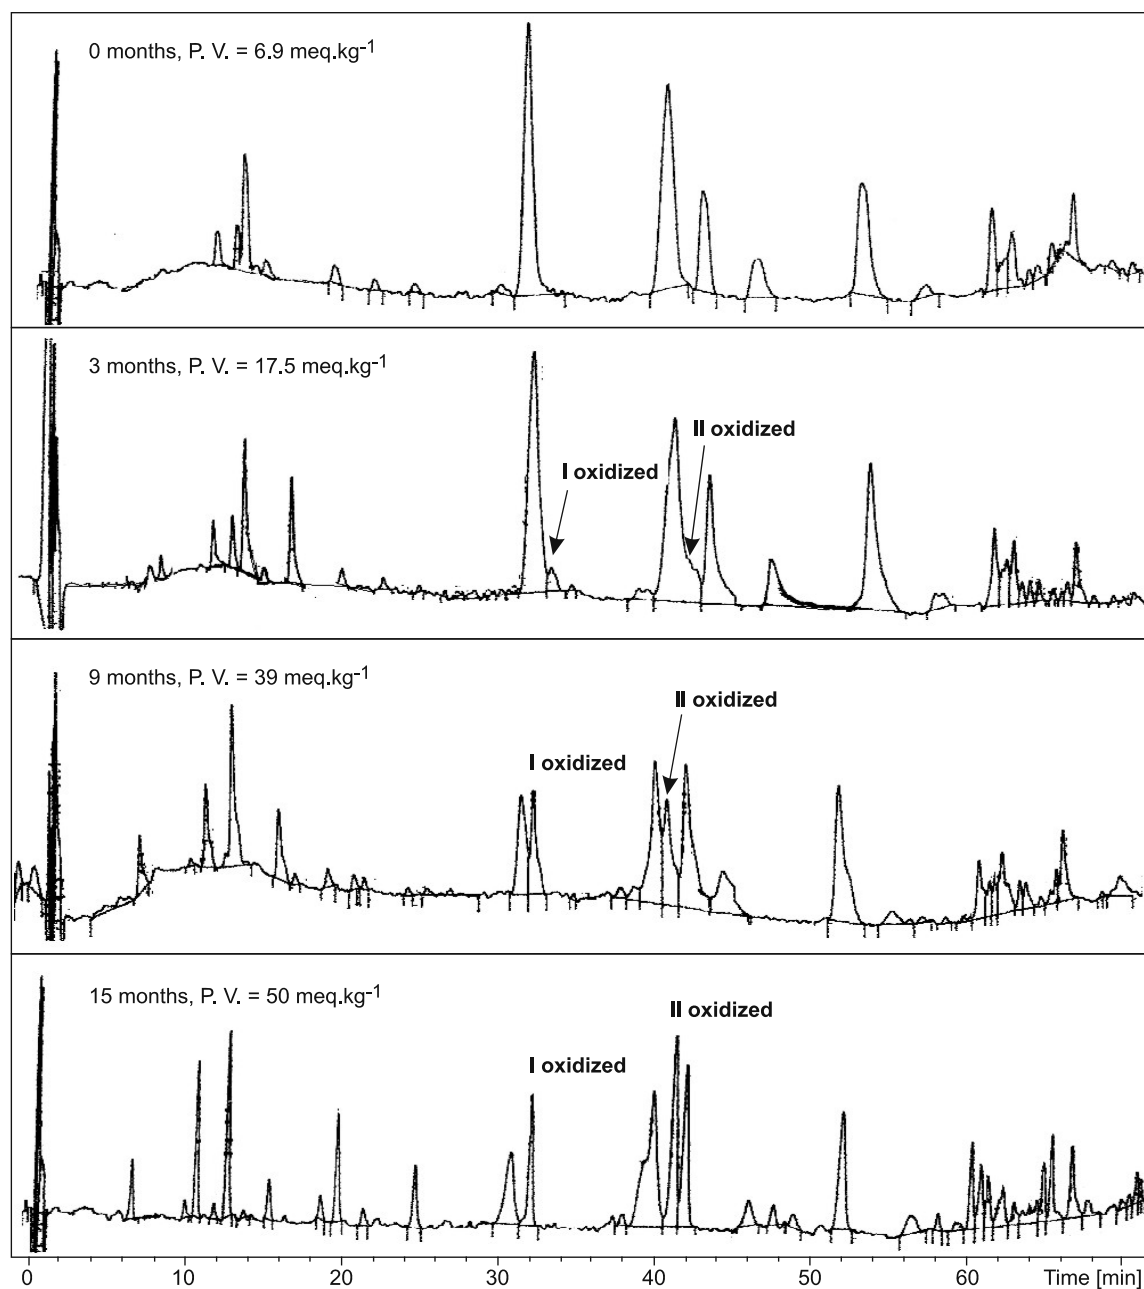 0 months, P. V. = 6.9 meq.kg-1
3 months, P. V. = 17.5 meq.kg-1
II oxidized
I oxidized
9 months, P. V. = 39 meq.kg-1
II oxidized
I oxidized
15 months, P. V. = 50 meq.kg-1
II oxidized
I oxidized
0 10 20 30 40 50 60 Time [min]